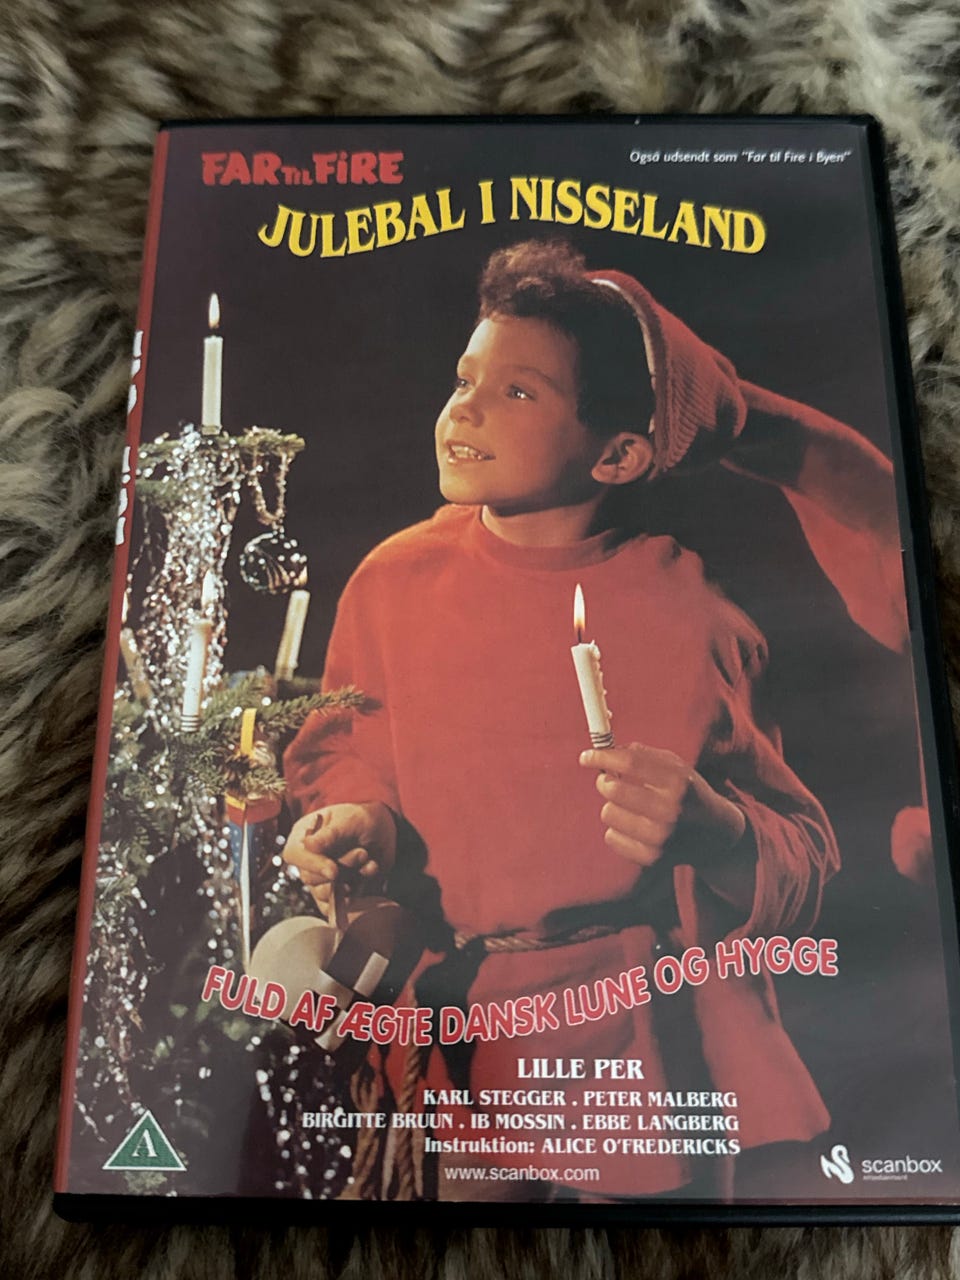 FAR TIL FIRE
Også udsendt som "Far til Fire i Byen"
JULEBAL I NISSELAND
FULD AF ÆGTE DANSK LUNE OG HYGGE
LILLE PER
KARL STEGGER . PETER MALBERG
BIRGITTE BRUUN . IB MOSSIN . EBBE LANGBERG
Instruktion: ALICE O'FREDERICKS
www.scanbox.com
A
scanbox
entertainment